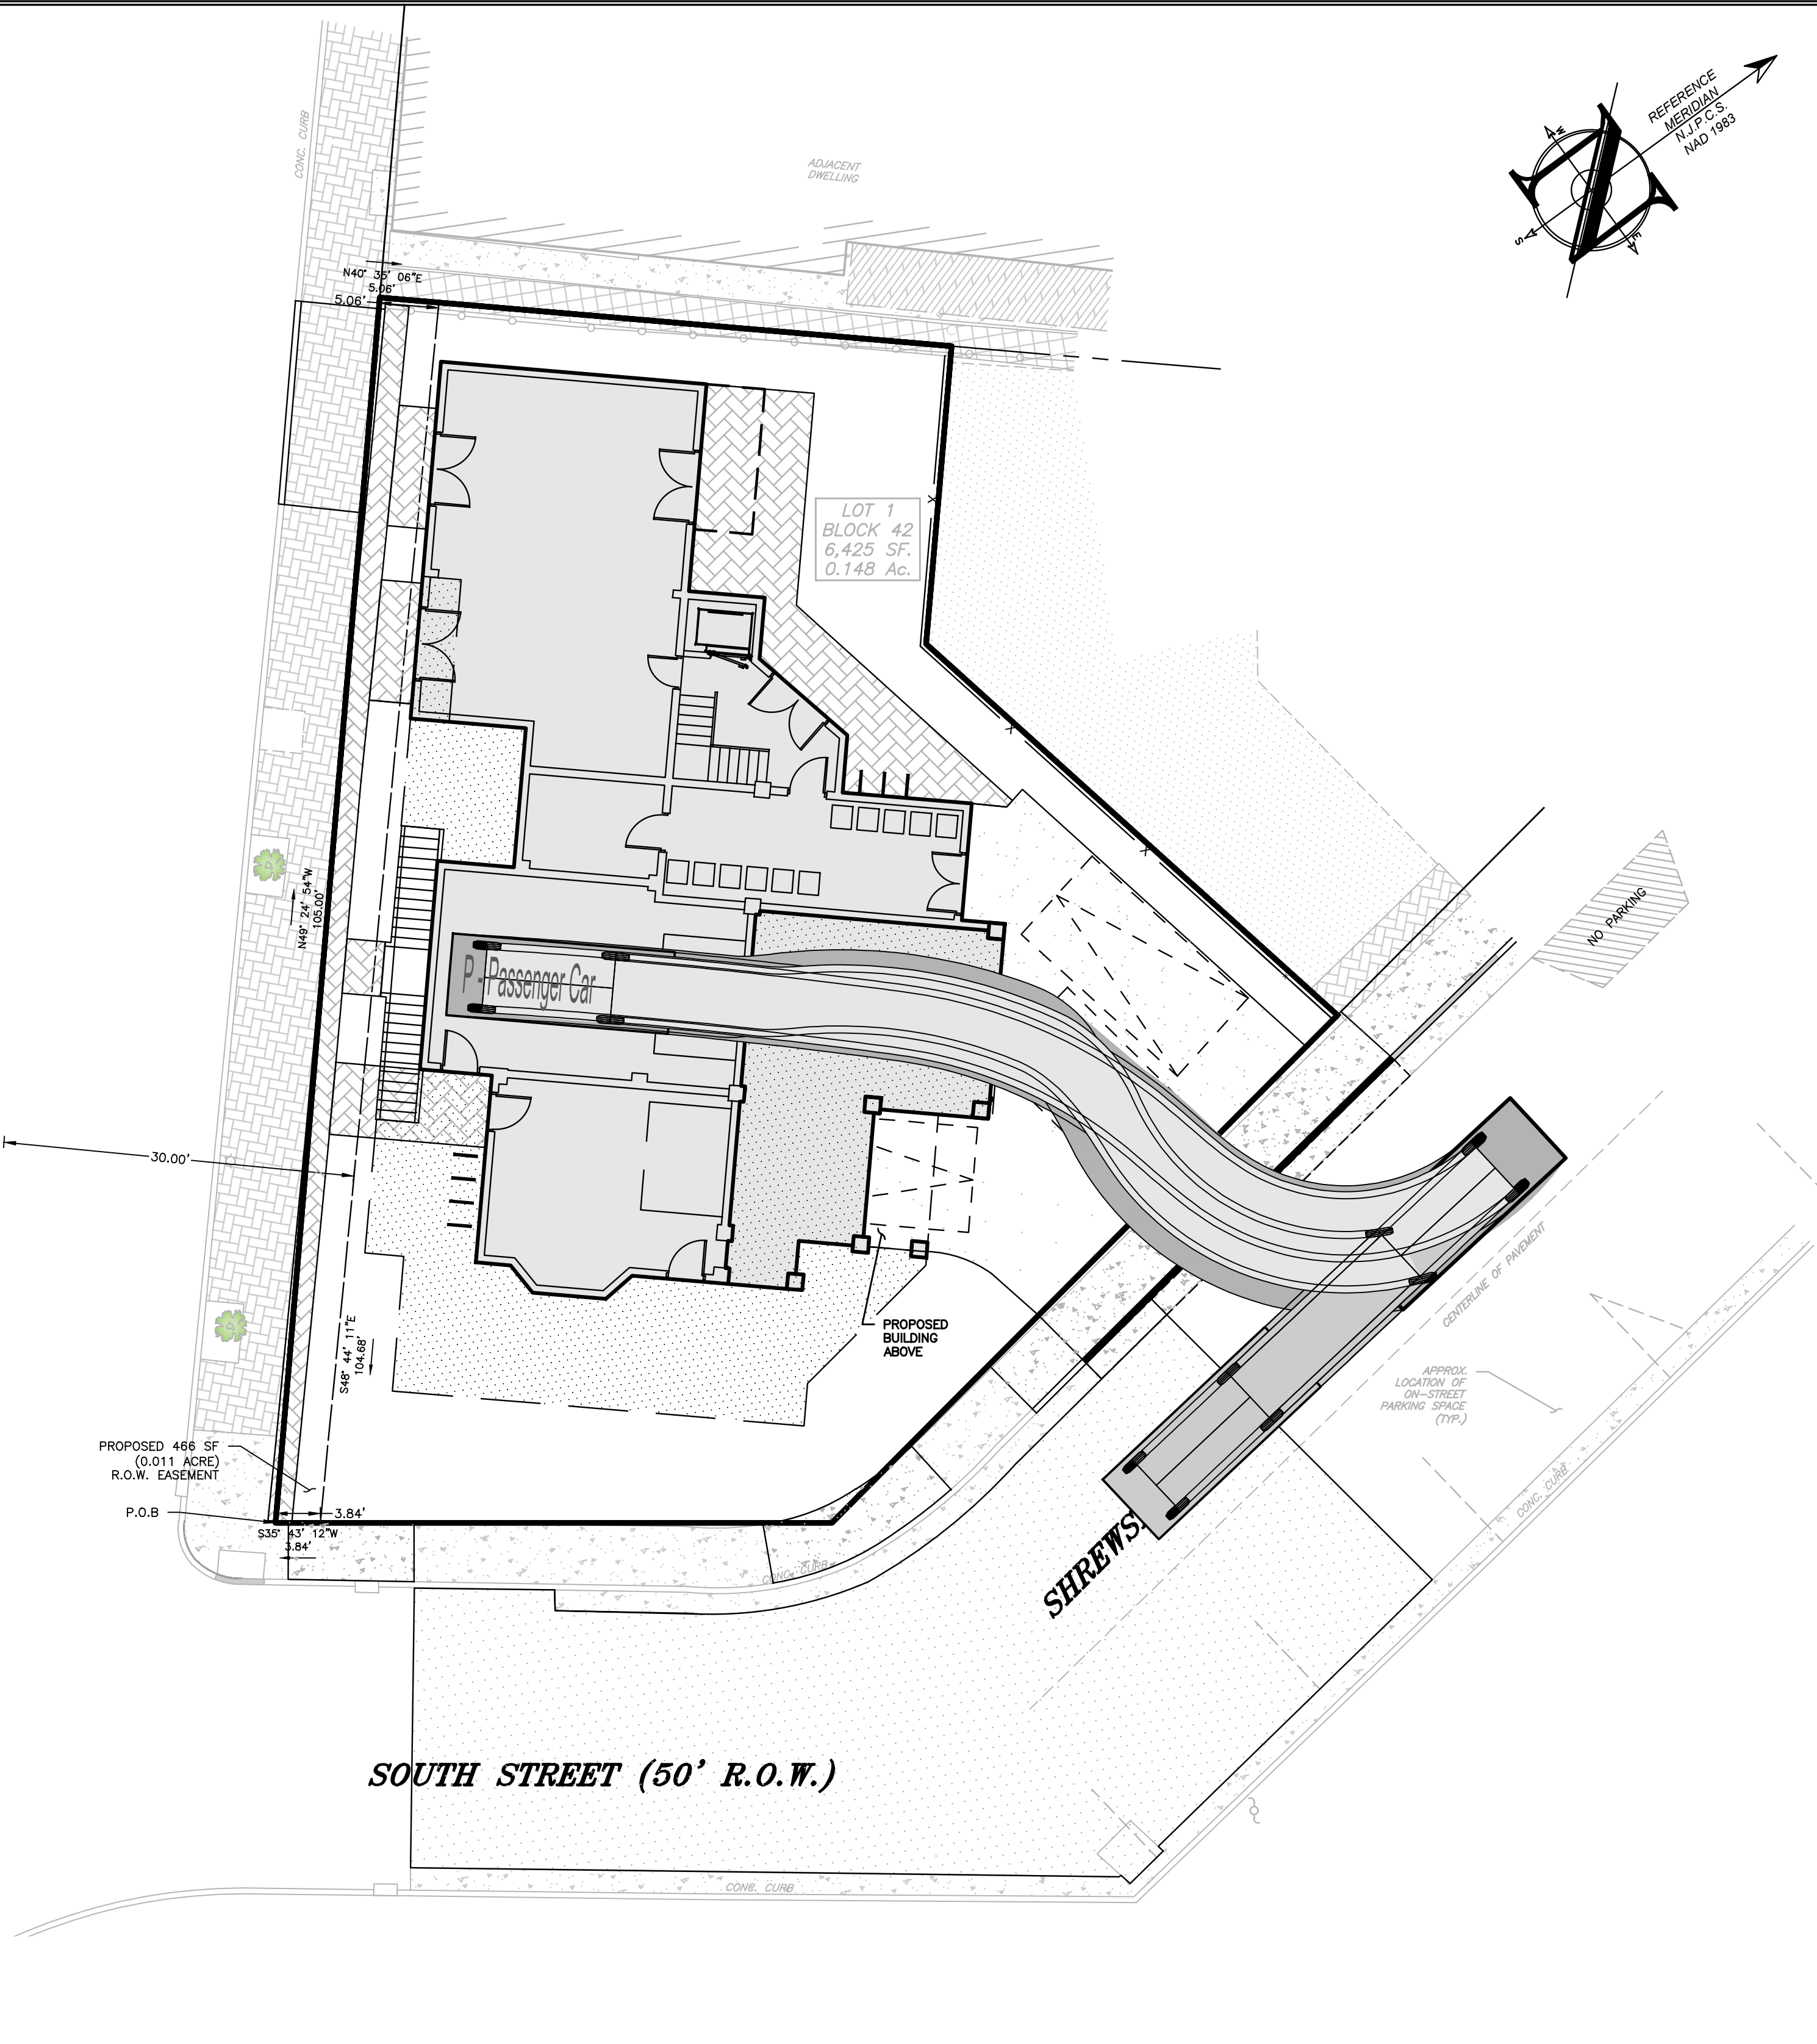 REFERENCE
MERIDIAN
N.J.P.C.S.
NAD 1983
N
W
S
E
CONC. CURB
ADJACENT
DWELLING
N40° 35' 06"E
5.06'
5.06'
LOT 1
BLOCK 42
6,425 SF.
0.148 Ac.
X
X
X
N49° 24' 54"W
105.00'
NO PARKING
P - Passenger Car
30.00'
CENTERLINE OF PAVEMENT
PROPOSED
BUILDING
ABOVE
S48° 44' 11"E
104.68'
APPROX.
LOCATION OF
ON-STREET
PARKING SPACE
(TYP.)
PROPOSED 466 SF
(0.011 ACRE)
R.O.W. EASEMENT
P.O.B
3.84'
S35° 43' 12"W
3.84'
CONC. CURB
CONC. CURB
SHREWS
SOUTH STREET (50' R.O.W.)
CONC. CURB